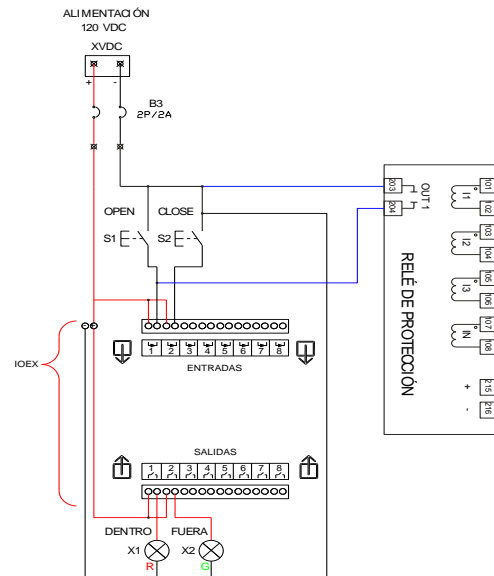 ALIMENTACIÓN
120 VDC
XVDC
+ -
B3
2P/2A
OPEN CLOSE
S1 S2
203
204
OUT 1
RELÉ DE PROTECCIÓN
I1
I2
I3
IN
101
102
103
104
105
106
107
108
+ 215
- 216
1 2 3 4 5 6 7 8
ENTRADAS
IOEX
SALIDAS
1 2 3 4 5 6 7 8
DENTRO FUERA
X1 X2
R G